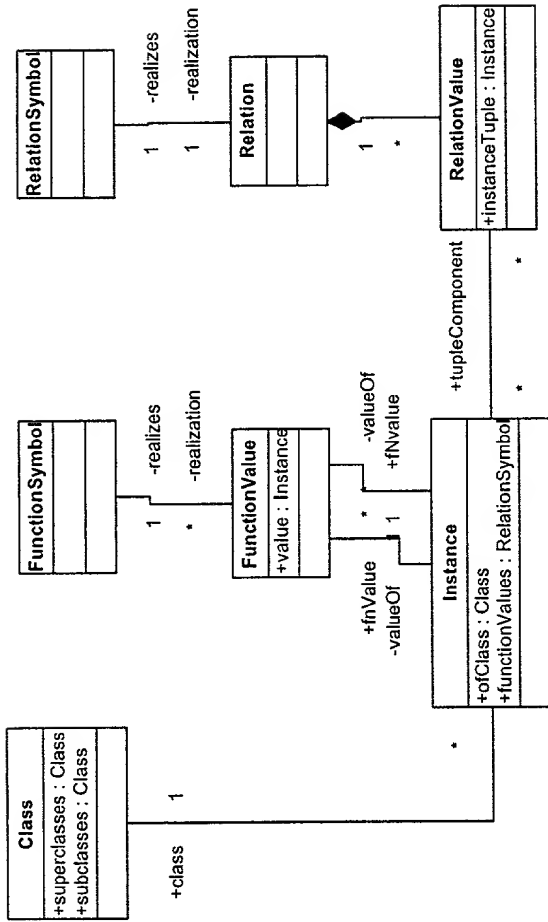 Class
+superclasses : Class
+subclasses : Class
1
+class
*
FunctionSymbol
-realizes
1
-realization
*
FunctionValue
+value : Instance
+fnValue
-valueOf
*
1
-valueOf
+fNvalue
Instance
+ofClass : Class
+functionValues : RelationSymbol
+tupleComponent
*
*
RelationSymbol
-realizes
1
1
-realization
Relation
1
*
RelationValue
+instanceTuple : Instance